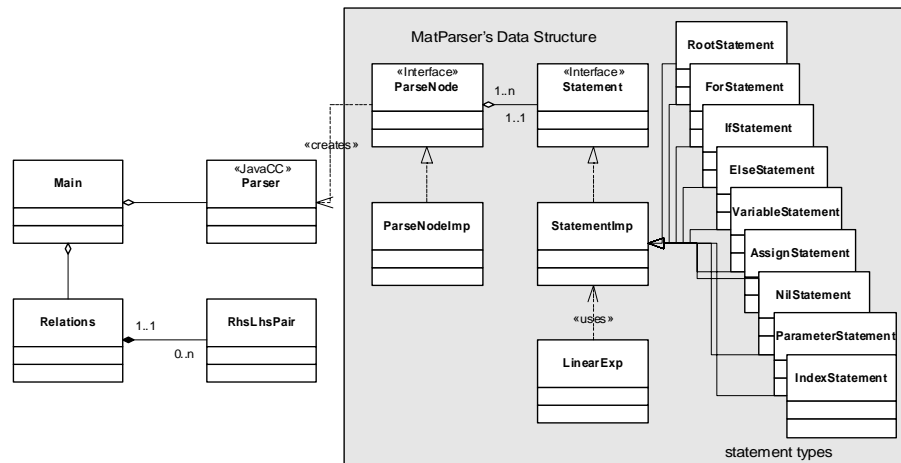 MatParser's Data Structure
RootStatement
«Interface»
ParseNode
«Interface»
Statement
ForStatement
1..n
1..1
IfStatement
«creates»
ElseStatement
Main
«JavaCC»
Parser
VariableStatement
ParseNodeImp
StatementImp
AssignStatement
NilStatement
Relations
1..1
0..n
RhsLhsPair
«uses»
ParameterStatement
LinearExp
IndexStatement
statement types